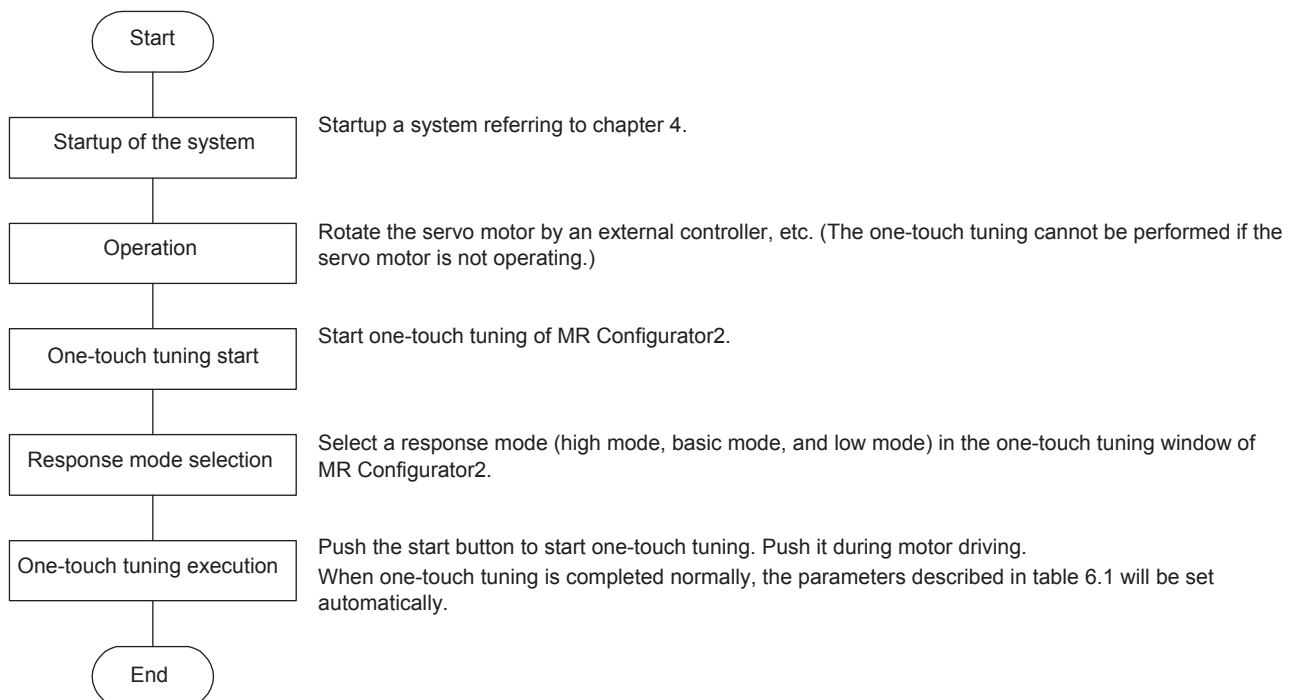 Start
Startup of the system
Startup a system referring to chapter 4.
Operation
Rotate the servo motor by an external controller, etc. (The one-touch tuning cannot be performed if the
servo motor is not operating.)
One-touch tuning start
Start one-touch tuning of MR Configurator2.
Response mode selection
Select a response mode (high mode, basic mode, and low mode) in the one-touch tuning window of
MR Configurator2.
One-touch tuning execution
Push the start button to start one-touch tuning. Push it during motor driving.
When one-touch tuning is completed normally, the parameters described in table 6.1 will be set
automatically.
End